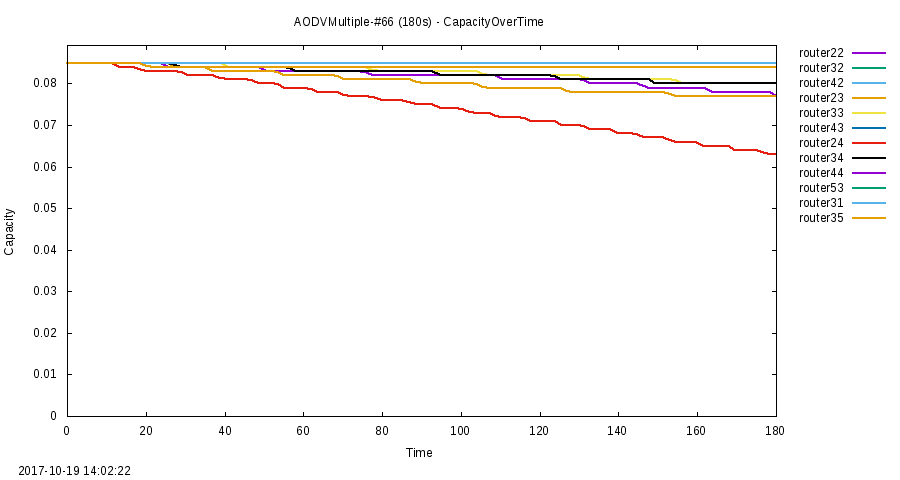 AODVMultiple-#66 (180s) - CapacityOverTime
router22
router32
router42
router23
router33
router43
router24
router34
router44
router53
router31
router35
Capacity
0.08
0.07
0.06
0.05
0.04
0.03
0.02
0.01
0
0 20 40 60 80 100 120 140 160 180
Time
2017-10-19 14:02:22